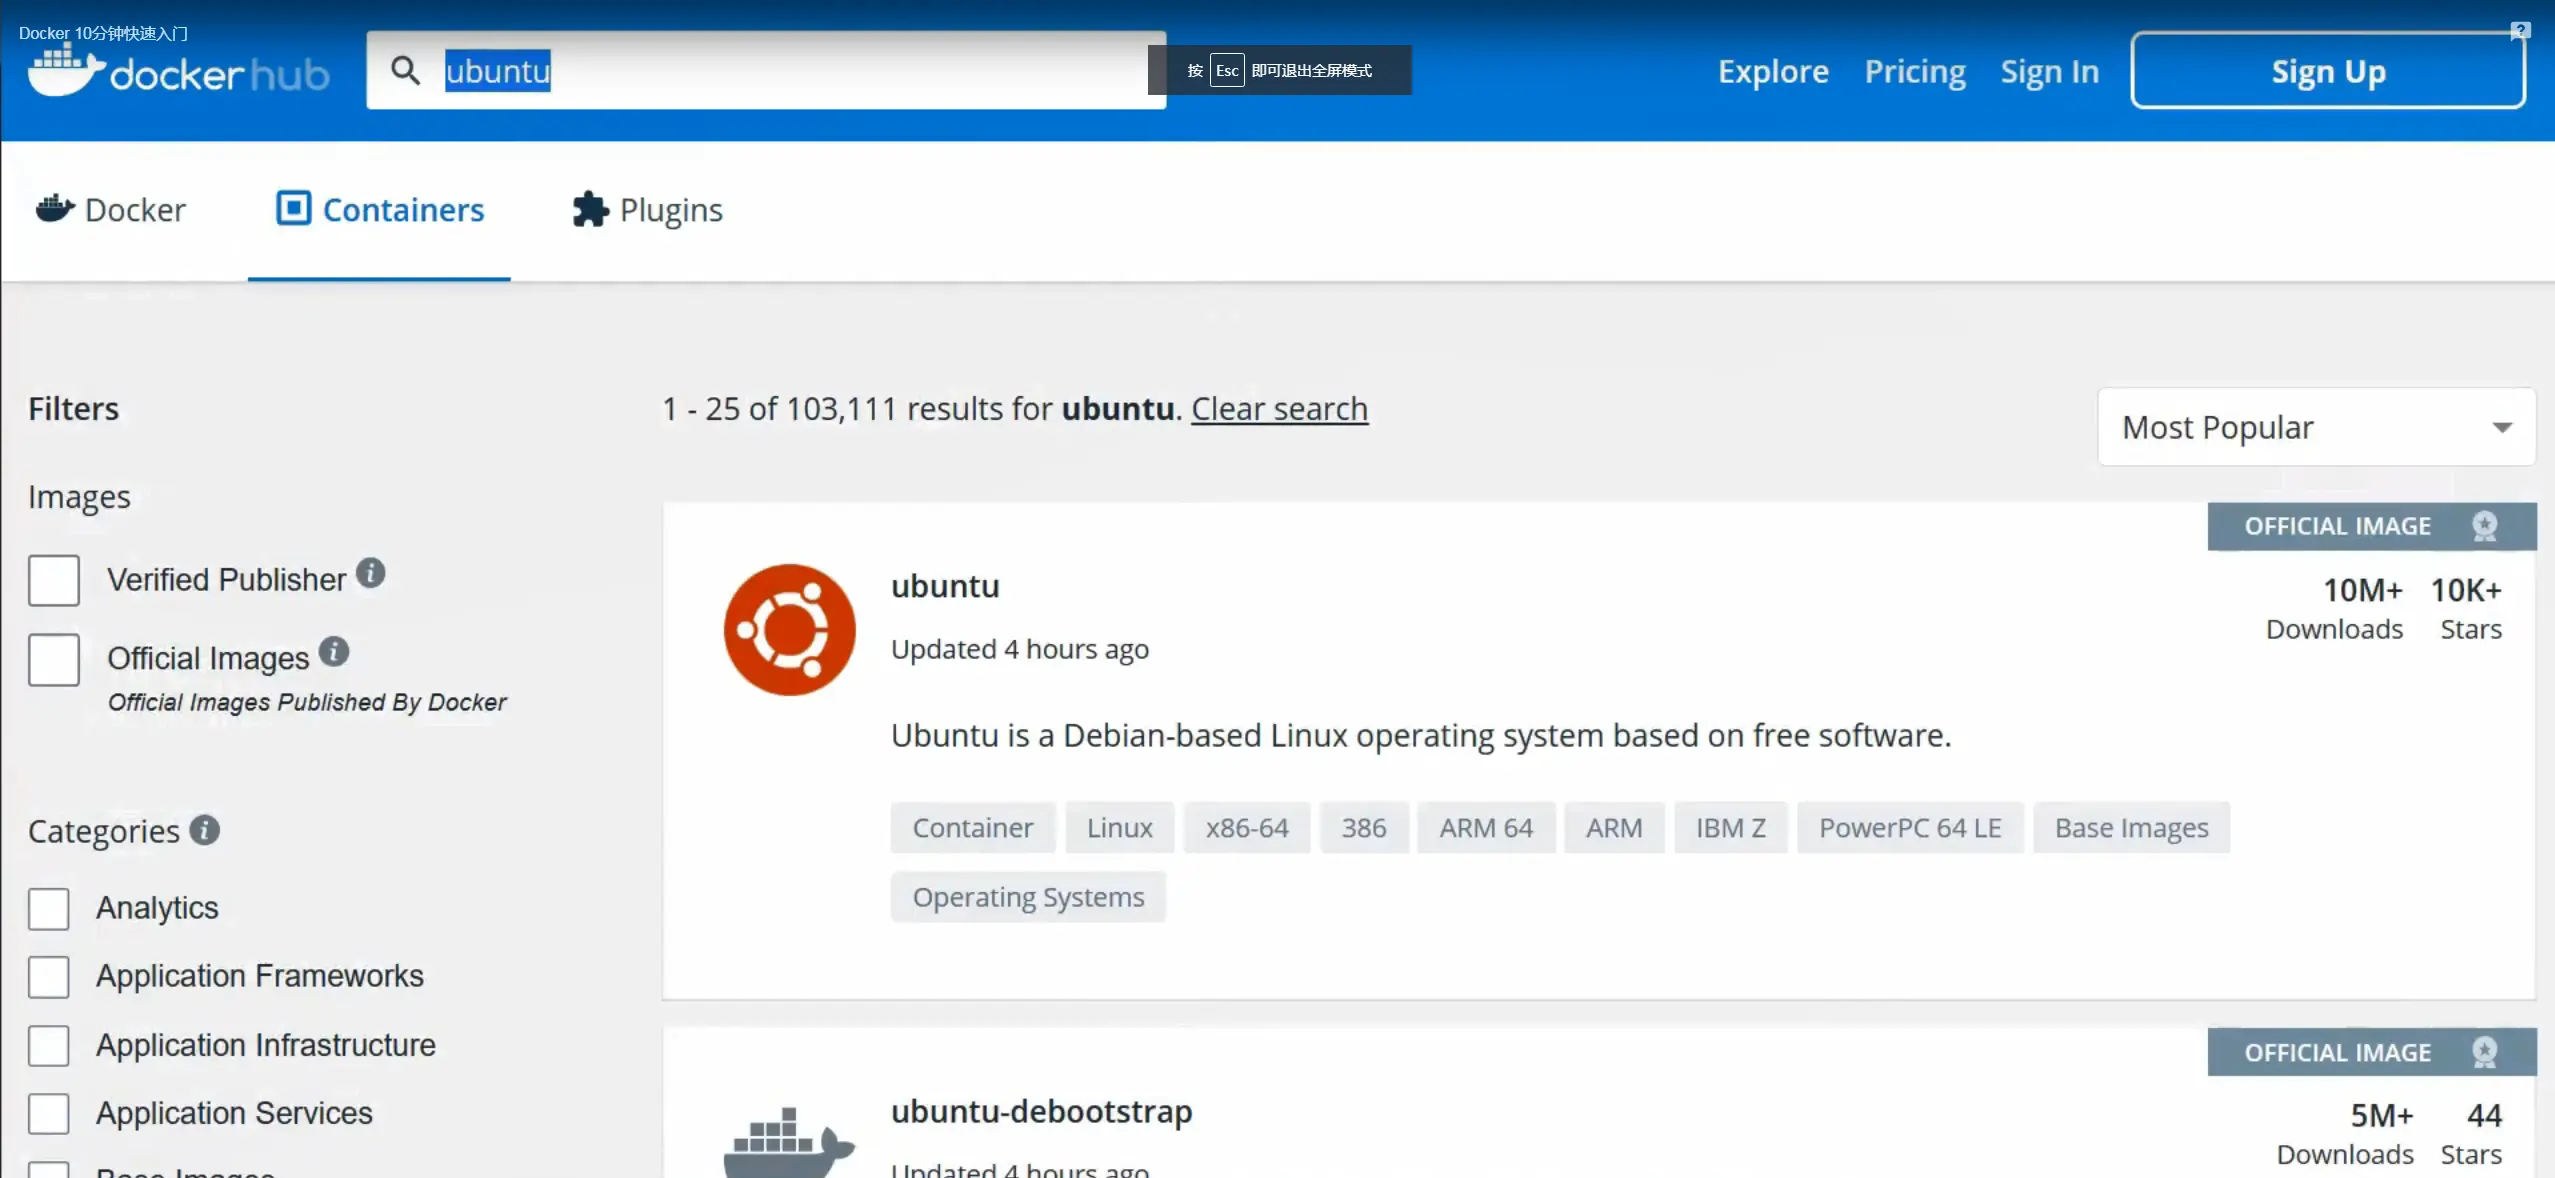 Docker 10分钟快速入门
dockerhub
ubuntu
按 Esc 即可退出全屏模式
Explore Pricing Sign In Sign Up
Docker Containers Plugins
Filters
1 - 25 of 103,111 results for ubuntu. Clear search
Most Popular
Images
Verified Publisher
Official Images
Official Images Published By Docker
Categories
Analytics
Application Frameworks
Application Infrastructure
Application Services
Base Images
OFFICIAL IMAGE
ubuntu
10M+ 10K+
Downloads Stars
Updated 4 hours ago
Ubuntu is a Debian-based Linux operating system based on free software.
Container Linux x86-64 386 ARM 64 ARM IBM Z PowerPC 64 LE Base Images
Operating Systems
OFFICIAL IMAGE
ubuntu-debootstrap
5M+ 44
Downloads Stars
Updated 4 hours ago